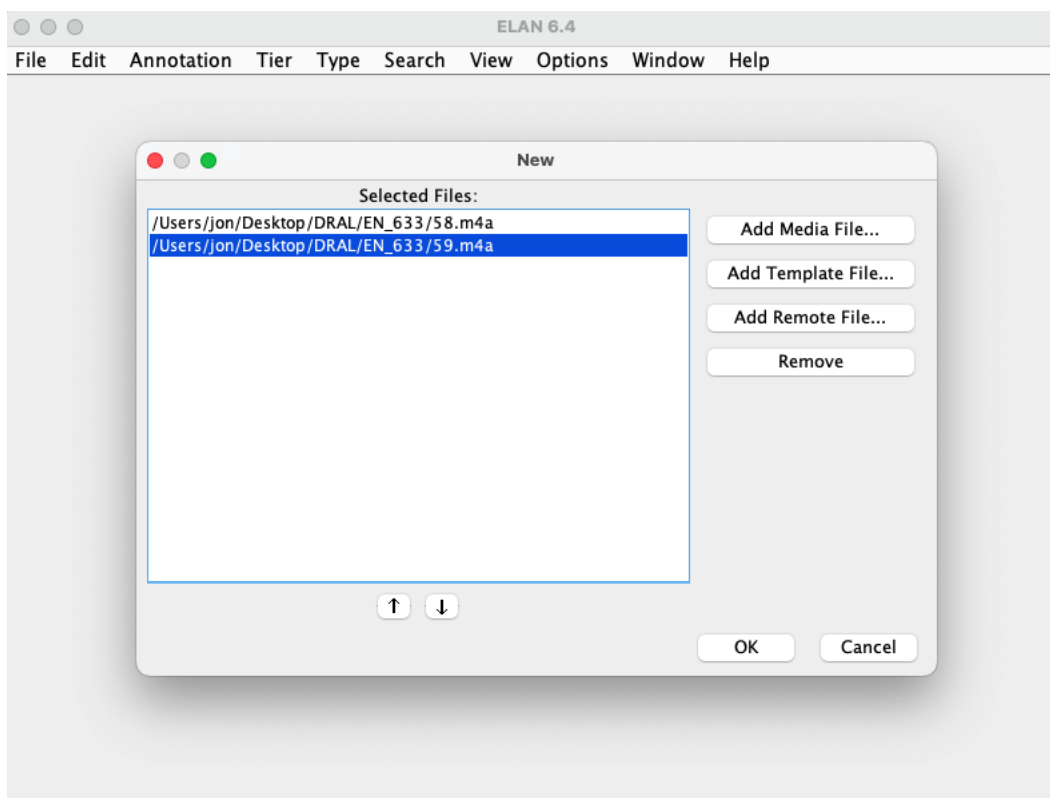 ELAN 6.4
File Edit Annotation Tier Type Search View Options Window Help
New
Selected Files:
/Users/jon/Desktop/DRAL/EN_633/58.m4a
/Users/jon/Desktop/DRAL/EN_633/59.m4a
Add Media File...
Add Template File...
Add Remote File...
Remove
↑ ↓
OK Cancel